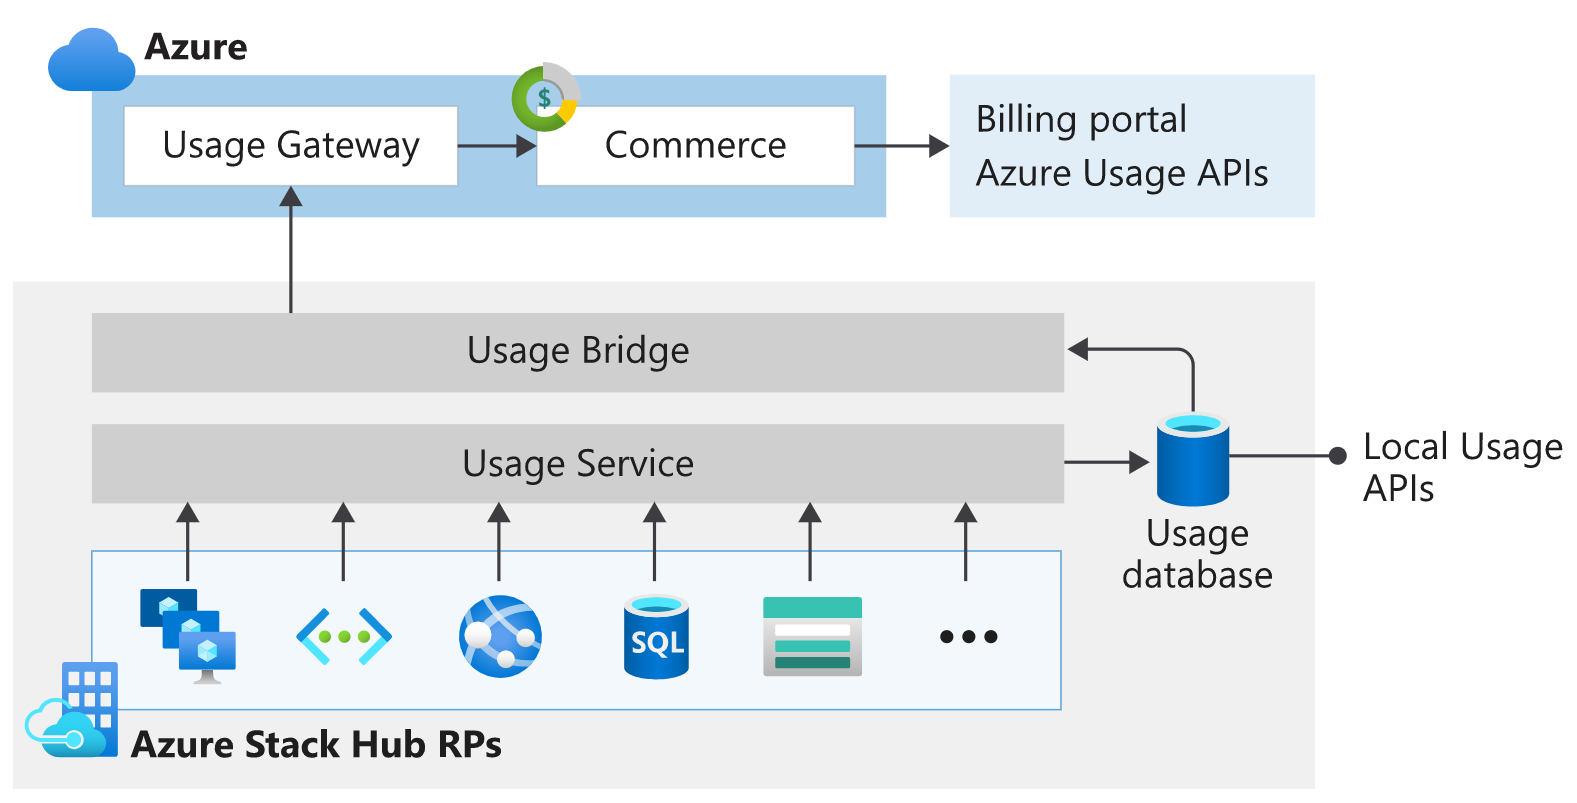 Azure
$
Usage Gateway
Commerce
Billing portal
Azure Usage APIs
Usage Bridge
Usage Service
Local Usage
APIs
Usage
database
SQL
Azure Stack Hub RPs